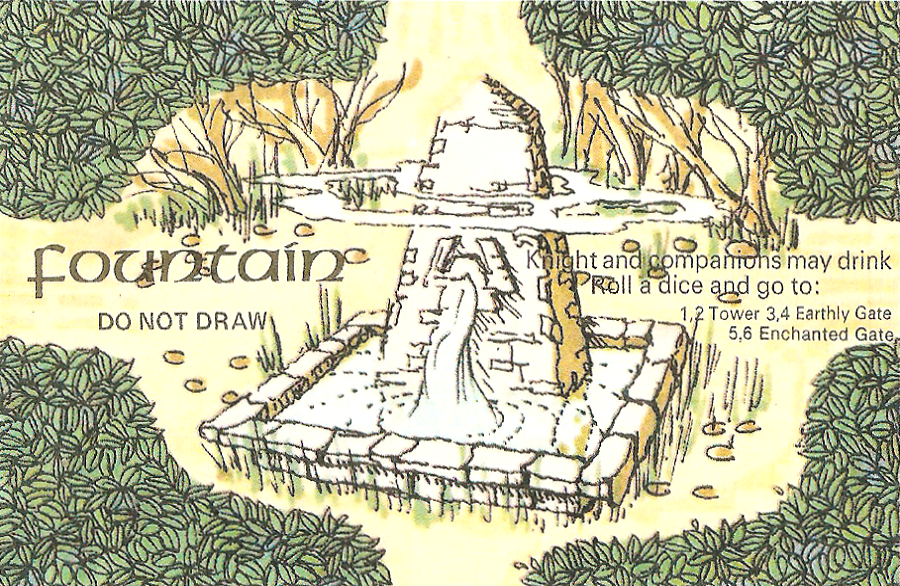 fountain
DO NOT DRAW
Knight and companions may drink
Roll a dice and go to:
1,2 Tower 3,4 Earthly Gate
5,6 Enchanted Gate